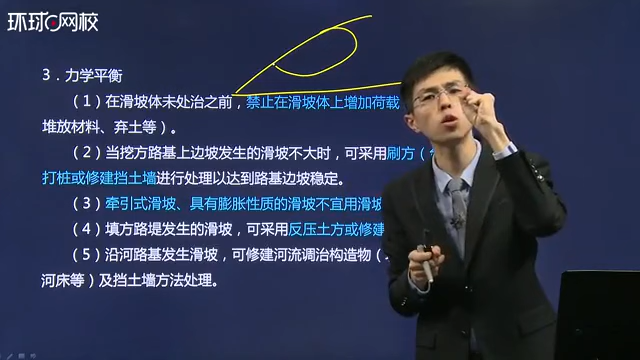 环球网校
3．力学平衡
（1）在滑坡体未处治之前，禁止在滑坡体上增加荷载
堆放材料、弃土等）。
（2）当挖方路基上边坡发生的滑坡不大时，可采用刷方（
打桩或修建挡土墙进行处理以达到路基边坡稳定。
（3）牵引式滑坡、具有膨胀性质的滑坡不宜用滑坡
（4）填方路堤发生的滑坡，可采用反压土方或修建
（5）沿河路基发生滑坡，可修建河流调治构造物（
河床等）及挡土墙方法处理。